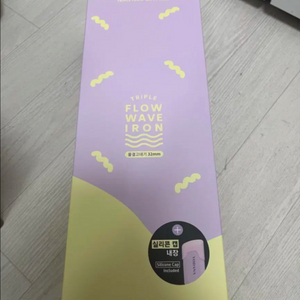 TRIPLE
FLOW
WAVE
IRON
물결고데기 32mm
+
실리콘 캡
내장
Silicone Cap
Included